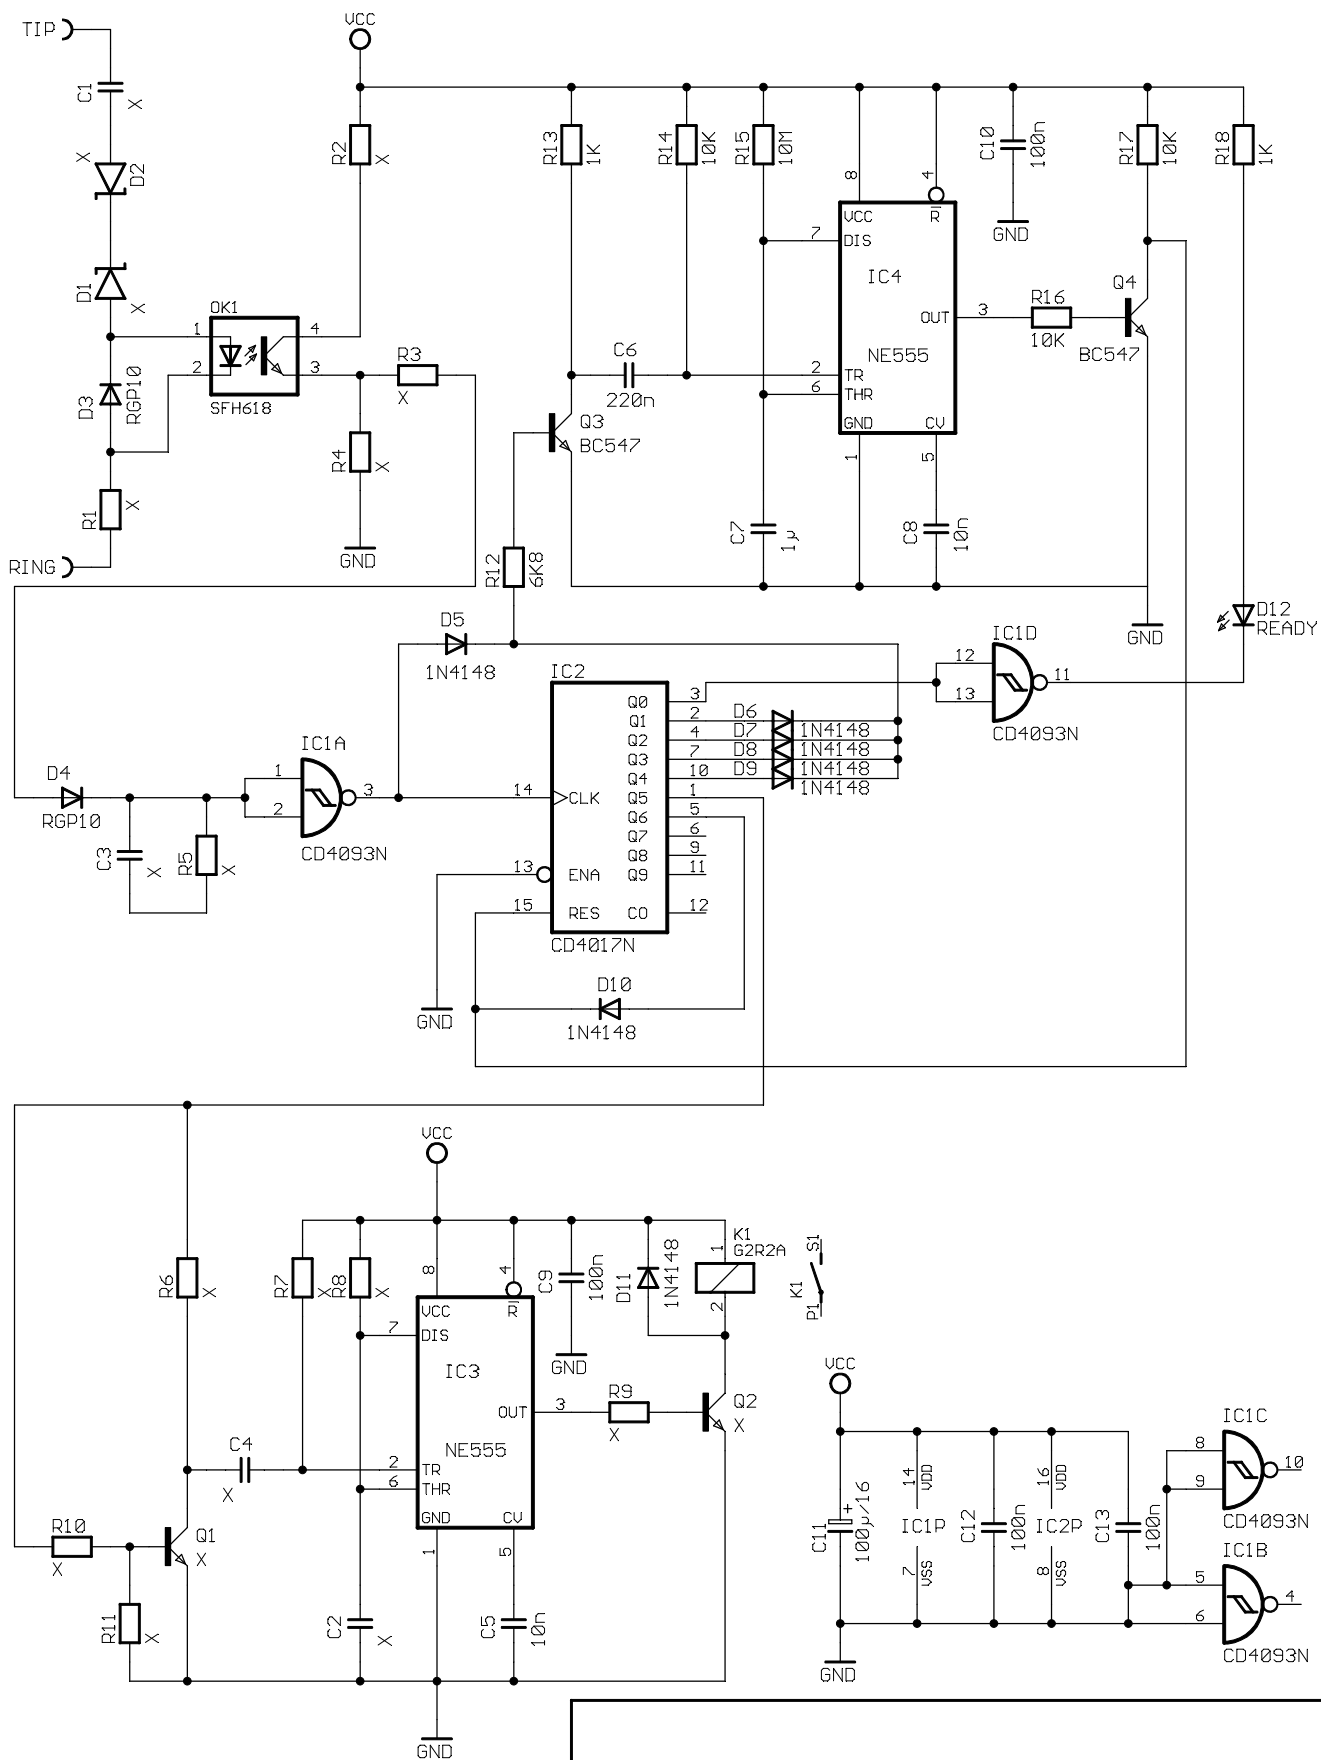 TIP
VCC
C1
X
X
D2
D1
X
OK1
1
4
2
3
SFH618
D3
RGP10
R1
X
RING
R2
X
R3
X
R4
X
GND
R13
1K
R14
10K
R15
10M
8
4
C10
100n
GND
R17
10K
R18
1K
VCC
R
7
DIS
IC4
OUT
3
NE555
R16
10K
Q4
BC547
C6
220n
2
TR
6
THR
GND
CV
1
5
Q3
BC547
R12
6K8
C7
1µ
C8
10n
GND
D12
READY
D5
1N4148
IC2
IC1D
12
13
11
CD4093N
Q0
3
Q1
2
D6
1N4148
Q2
4
D7
1N4148
Q3
7
D8
1N4148
Q4
10
D9
1N4148
Q5
1
Q6
5
Q7
6
Q8
9
Q9
11
CO
12
14
CLK
13
ENA
15
RES
CD4017N
IC1A
1
2
3
CD4093N
D4
RGP10
C3
X
R5
X
GND
D10
1N4148
VCC
R6
X
R7
X
R8
X
8
4
VCC
R
7
DIS
IC3
OUT
3
NE555
2
TR
6
THR
GND
CV
1
5
C9
100n
GND
D11
1N4148
K1
G2R2A
1
2
K1
S1
P1
R9
X
Q2
X
C4
X
R10
X
Q1
X
R11
X
C2
X
C5
10n
GND
VCC
C11
+
100µ/16
14
VDD
IC1P
7
VSS
C12
100n
16
VDD
IC2P
8
VSS
C13
100n
GND
IC1C
8
9
10
CD4093N
IC1B
5
6
4
CD4093N